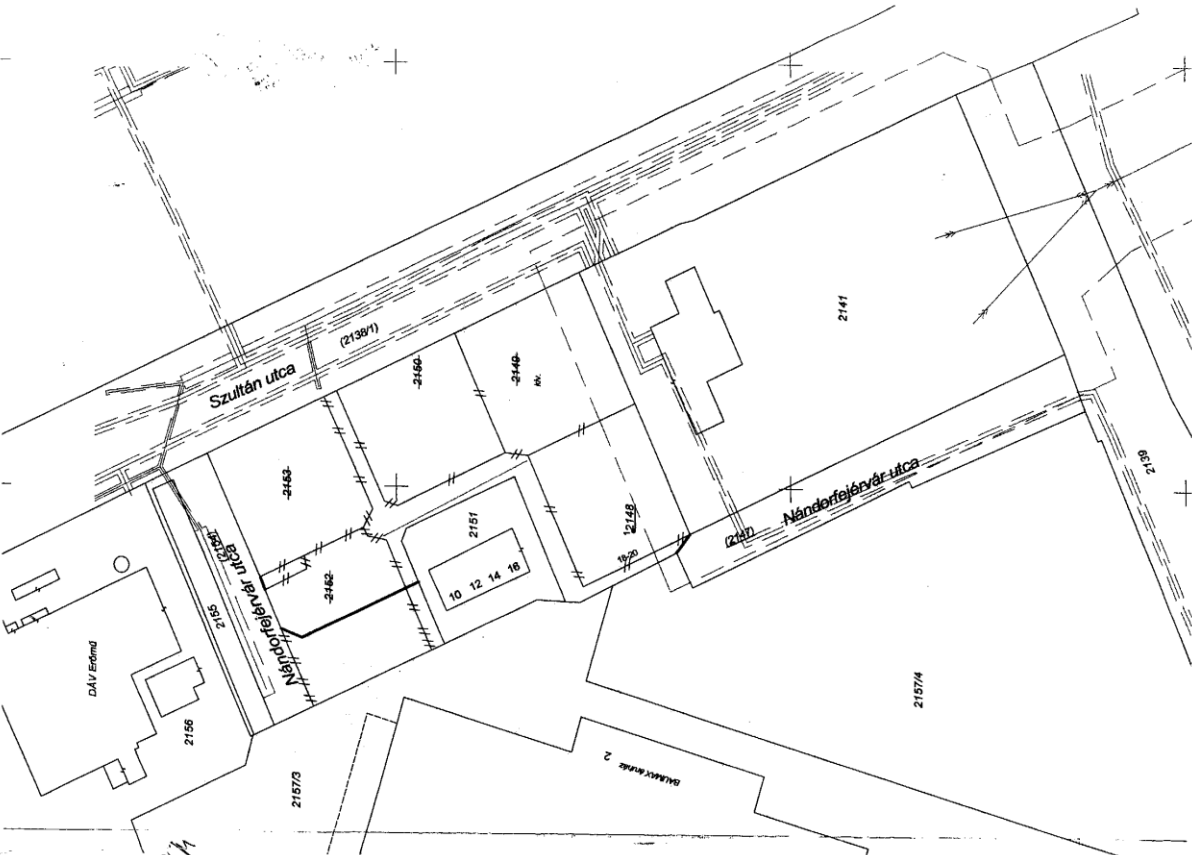 (2138/1)
Szultán utca
2150
2149
2141
2153
2151
2148
18-20
(2147)
Nándorfejérvár utca
2139
2152
10 12 14 16
Nándorfejérvár utca
2155
DÁV Erőmű
2156
2157/3
2157/4
BAUMAX áruház
2